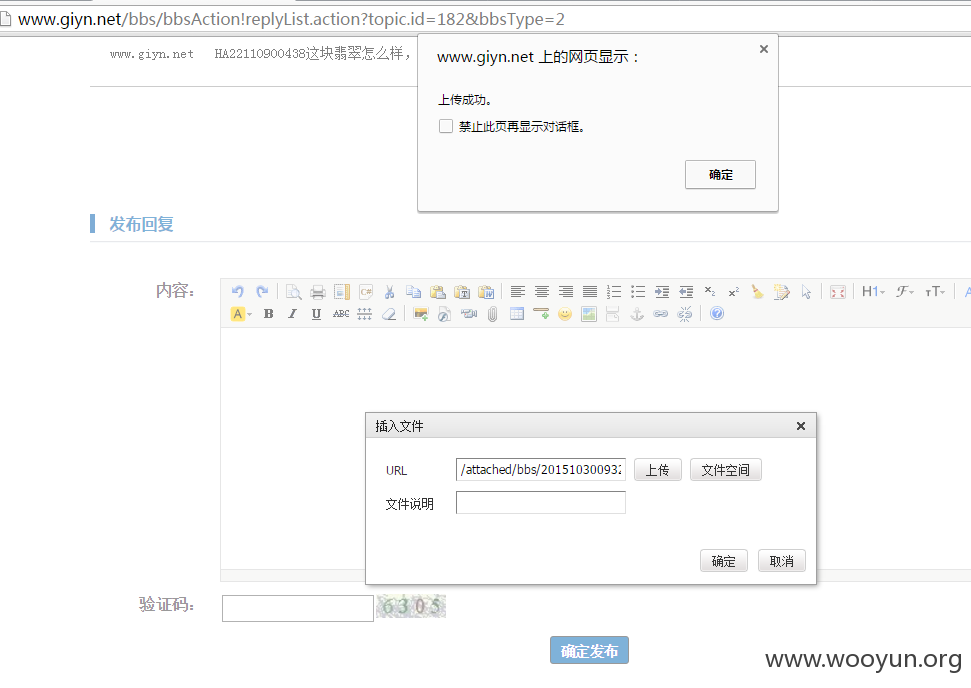 www.giyn.net/bbs/bbsAction!replyList.action?topic.id=182&bbsType=2
www.giyn.net HA22110900438这块翡翠怎么样，
www.giyn.net 上的网页显示：
上传成功。
禁止此页再显示对话框。
确定
发布回复
内容：
H1 F TT
A B I U ABC
插入文件
URL /attached/bbs/201510300932 上传 文件空间
文件说明
确定 取消
验证码： 6305
确定发布
www.wooyun.org